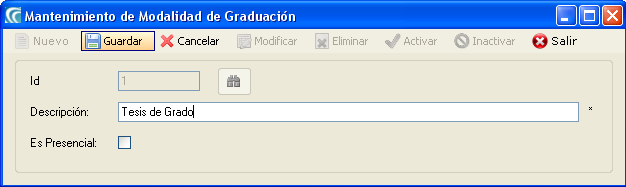 Mantenimiento de Modalidad de Graduación
Nuevo Guardar Cancelar Modificar Eliminar Activar Inactivar Salir
Id 1
Descripción: Tesis de Grado *
Es Presencial: